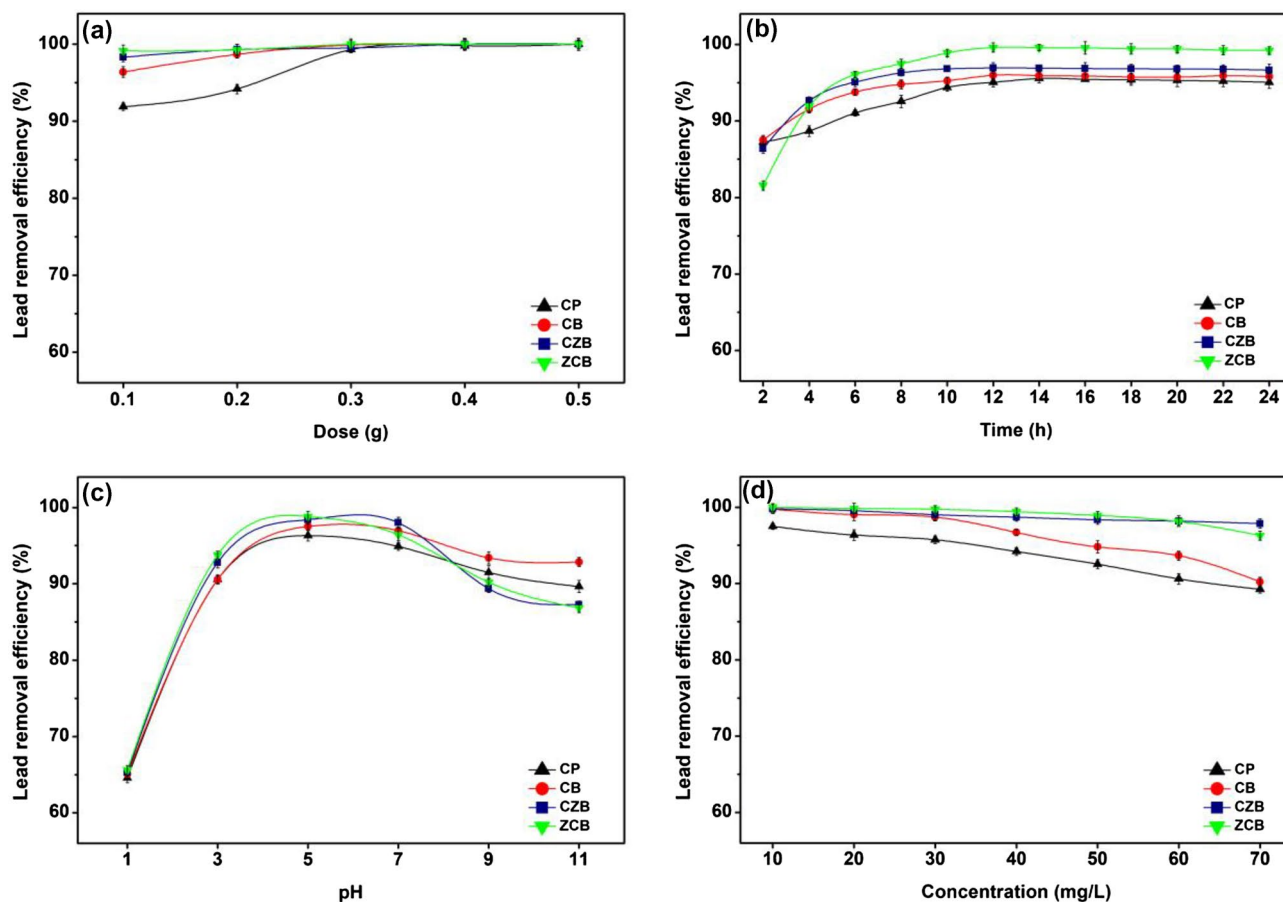 (a)
Lead removal efficiency (%)
100
90
80
70
60
CP
CB
CZB
ZCB
0.1 0.2 0.3 0.4 0.5
Dose (g)
(b)
Lead removal efficiency (%)
100
90
80
70
60
CP
CB
CZB
ZCB
2 4 6 8 10 12 14 16 18 20 22 24
Time (h)
(c)
Lead removal efficiency (%)
100
90
80
70
60
CP
CB
CZB
ZCB
1 3 5 7 9 11
pH
(d)
Lead removal efficiency (%)
100
90
80
70
60
CP
CB
CZB
ZCB
10 20 30 40 50 60 70
Concentration (mg/L)